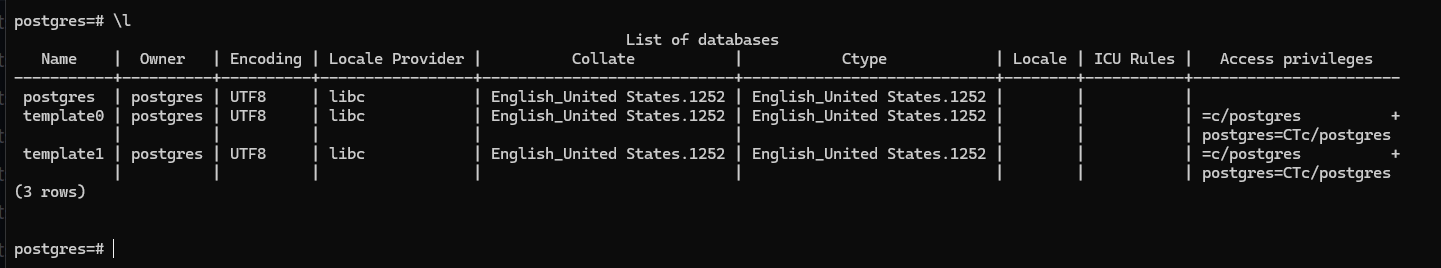 postgres=# \l
                                                                    List of databases
   Name    |  Owner   | Encoding | Locale Provider |          Collate           |           Ctype            | Locale | ICU Rules |   Access privileges
-----------+----------+----------+-----------------+----------------------------+----------------------------+--------+-----------+-----------------------
 postgres  | postgres | UTF8     | libc            | English_United States.1252 | English_United States.1252 |        |           |
 template0 | postgres | UTF8     | libc            | English_United States.1252 | English_United States.1252 |        |           | =c/postgres          +
           |          |          |                 |                            |                            |        |           | postgres=CTc/postgres
 template1 | postgres | UTF8     | libc            | English_United States.1252 | English_United States.1252 |        |           | =c/postgres          +
           |          |          |                 |                            |                            |        |           | postgres=CTc/postgres
(3 rows)
postgres=#